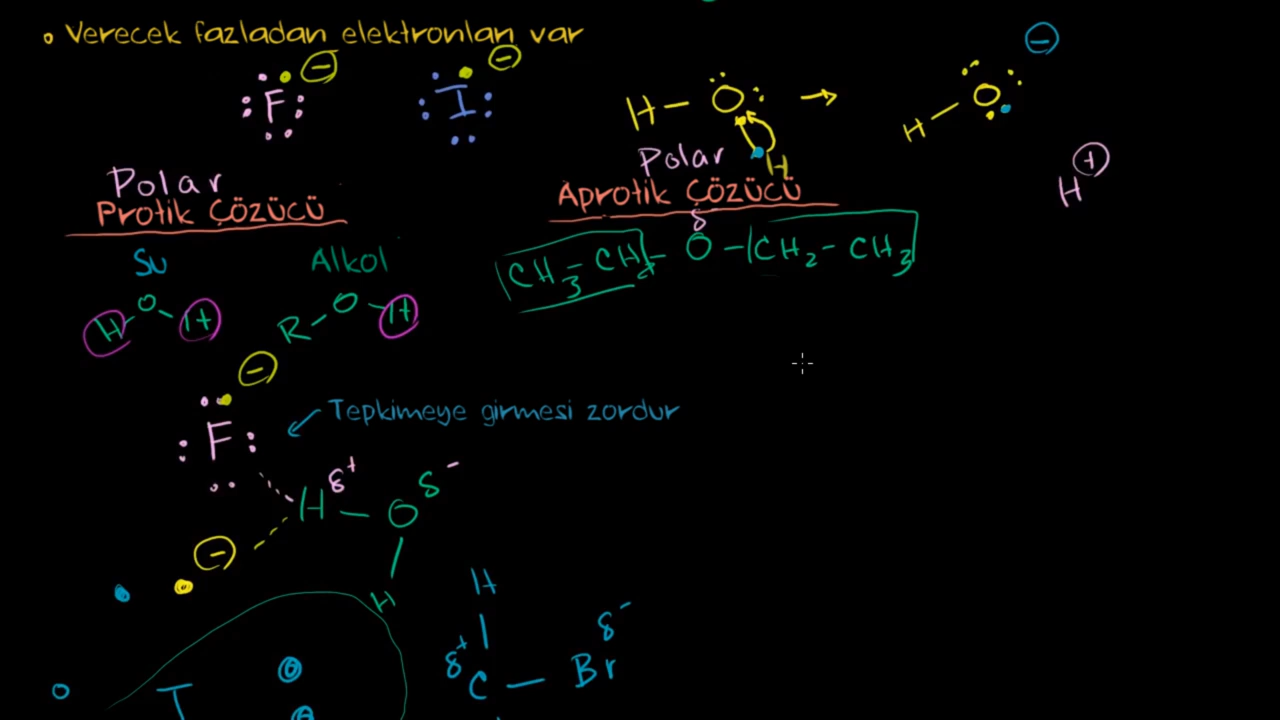 • Verecek fazladan elektronları var
F −
I −
H – O →
H
H – O −
H +
Polar
Protik Çözücü
Polar
Aprotik Çözücü
δ
CH3 – CH2 – O – CH2 – CH3
Su
Alkol
H O H
R – O – H
−
F
Tepkimeye girmesi zordur
H δ+ – O δ−
−
H
H
δ+ C – Br δ−
I